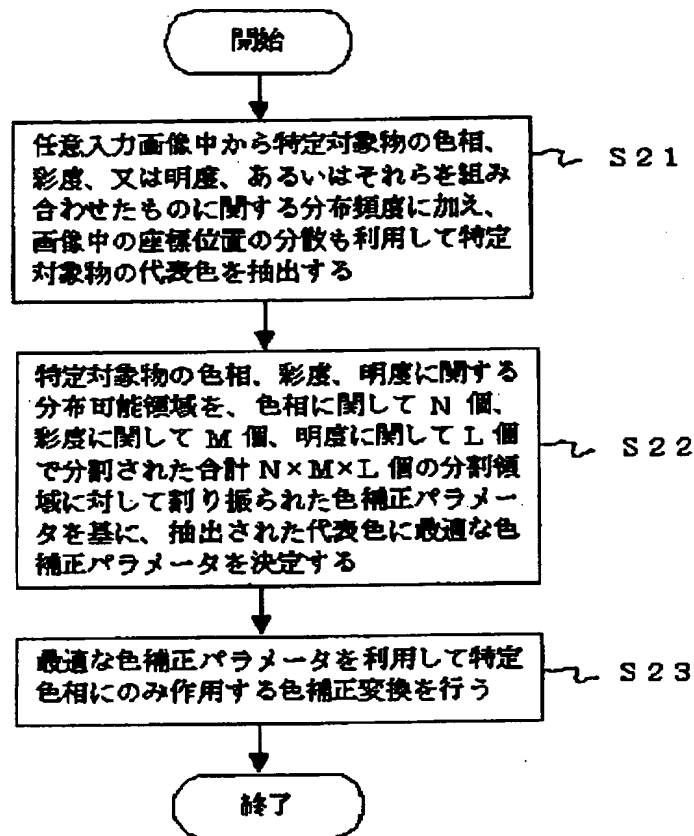 開始
任意入力画像中から特定対象物の色相、
彩度、又は明度、あるいはそれらを組み
合わせたものに関する分布頻度に加え、
画像中の座標位置の分散も利用して特定
対象物の代表色を抽出する
S21
特定対象物の色相、彩度、明度に関する
分布可能領域を、色相に関して N 個、
彩度に関して M 個、明度に関して L 個
で分割された合計 N×M×L 個の分割領
域に対して割り振られた色補正パラメー
タを基に、抽出された代表色に最適な色
補正パラメータを決定する
S22
最適な色補正パラメータを利用して特定
色相にのみ作用する色補正変換を行う
S23
終了